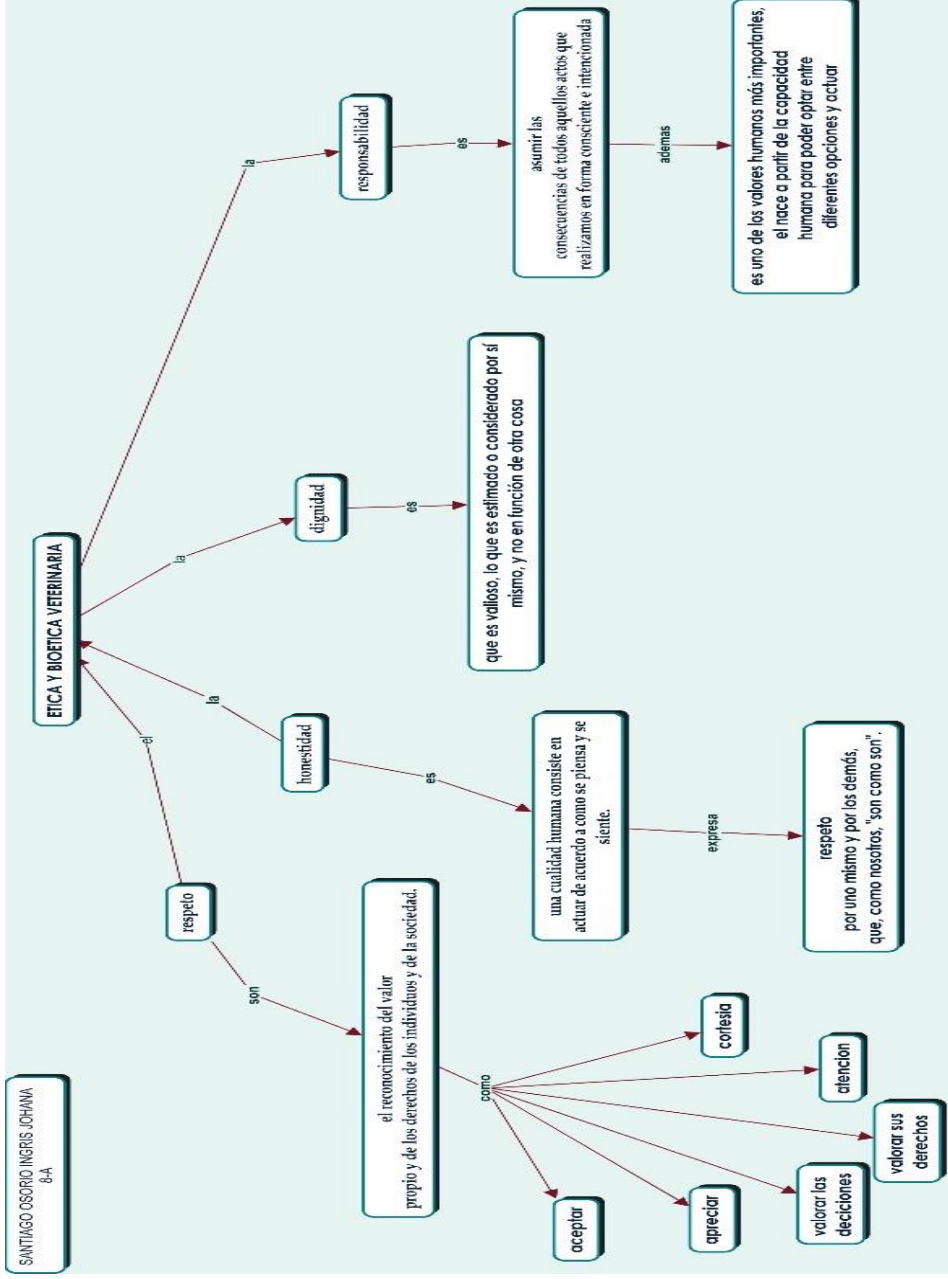 SANTIAGO OSORIO INGRIS JOHANA
8-A
ETICA Y BIOETICA VETERINARIA
el
la
la
la
respeto
honestidad
dignidad
responsabilidad
son
es
es
es
el reconocimiento del valor
propio y de los derechos de los individuos y de la sociedad.
una cualidad humana consiste en
actuar de acuerdo a como se piensa y se
siente.
que es valioso, lo que es estimado o considerado por sí
mismo, y no en función de otra cosa
asumir las
consecuencias de todos aquellos actos que
realizamos en forma consciente e intencionada
como
expresa
ademas
aceptar
apreciar
valorar las
deciciones
valorar sus
derechos
atencion
cortesia
respeto
por uno mismo y por los demás,
que, como nosotros, "son como son".
es uno de los valores humanos más importantes,
el nace a partir de la capacidad
humana para poder optar entre
diferentes opciones y actuar